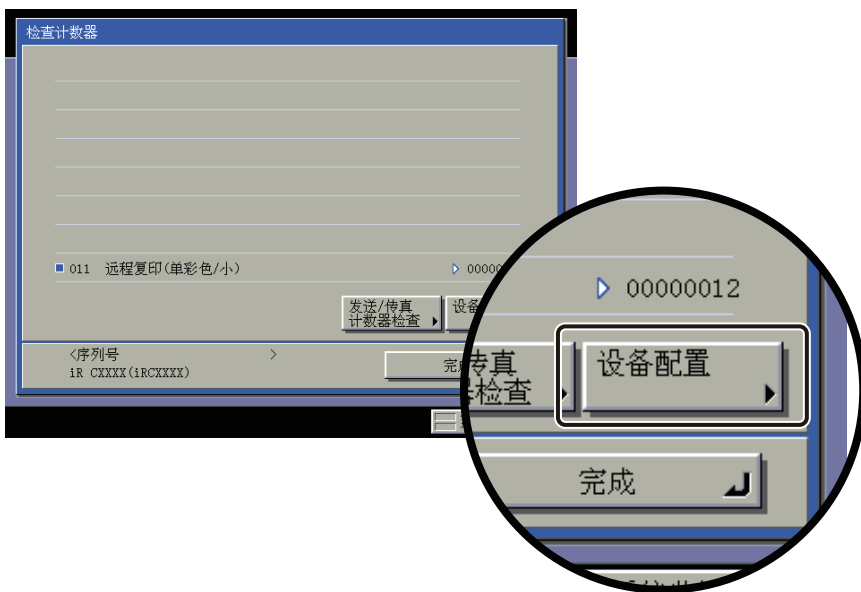 检查计数器
011 远程复印(单彩色/小)
00000
发送/传真
计数器检查
设备
<序列号 >
iR CXXXX(iRCXXXX)
完
00000012
传真
器检查
设备配置
完成